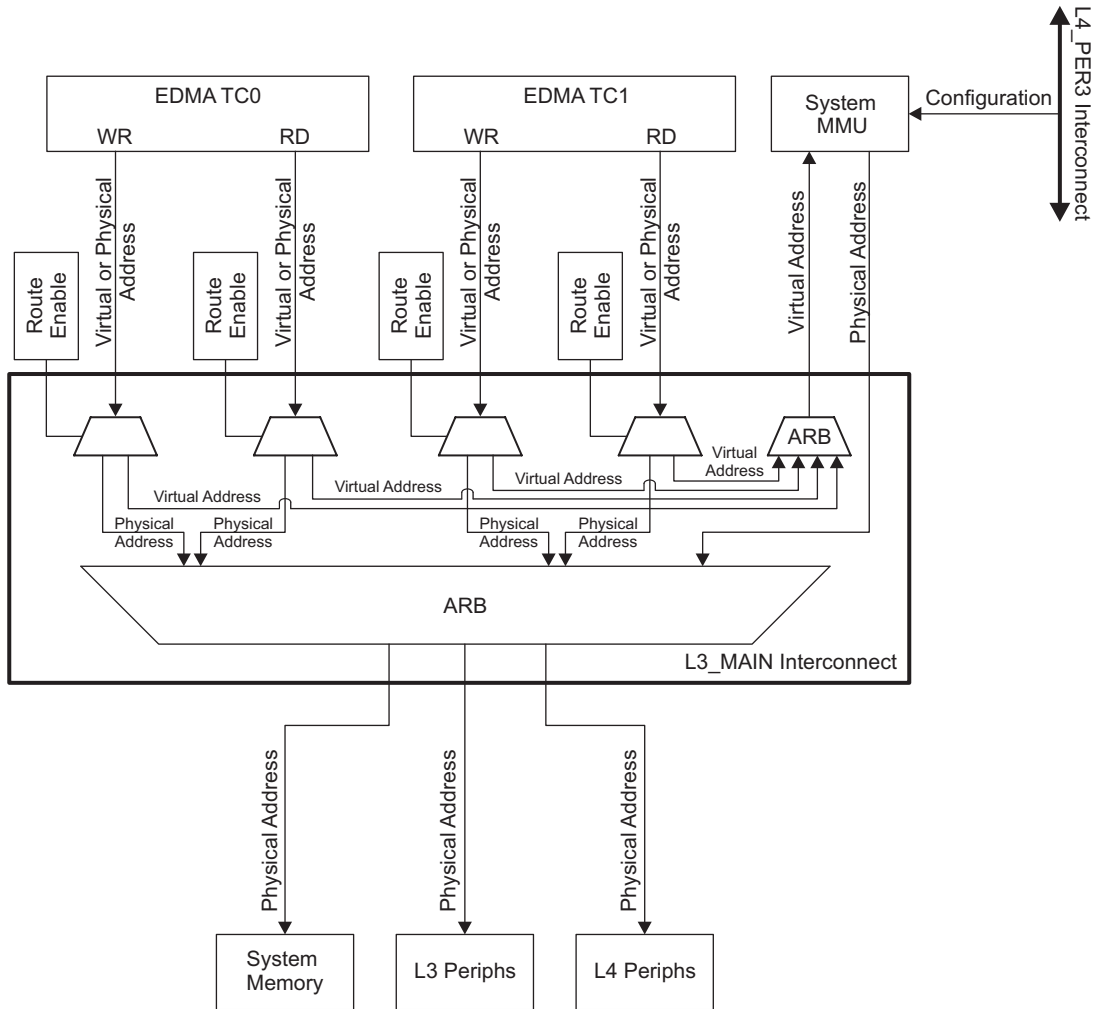 L4_PER3 Interconnect
EDMA TC0
WR
RD
EDMA TC1
WR
RD
System
MMU
Configuration
Route
Enable
Virtual or Physical
Address
Route
Enable
Virtual or Physical
Address
Route
Enable
Virtual or Physical
Address
Route
Enable
Virtual or Physical
Address
Virtual Address
Physical Address
ARB
Virtual
Address
Virtual Address
Virtual Address
Virtual Address
Physical
Address
Physical
Address
Physical
Address
Physical
Address
ARB
L3_MAIN Interconnect
Physical Address
Physical Address
Physical Address
System
Memory
L3 Periphs
L4 Periphs